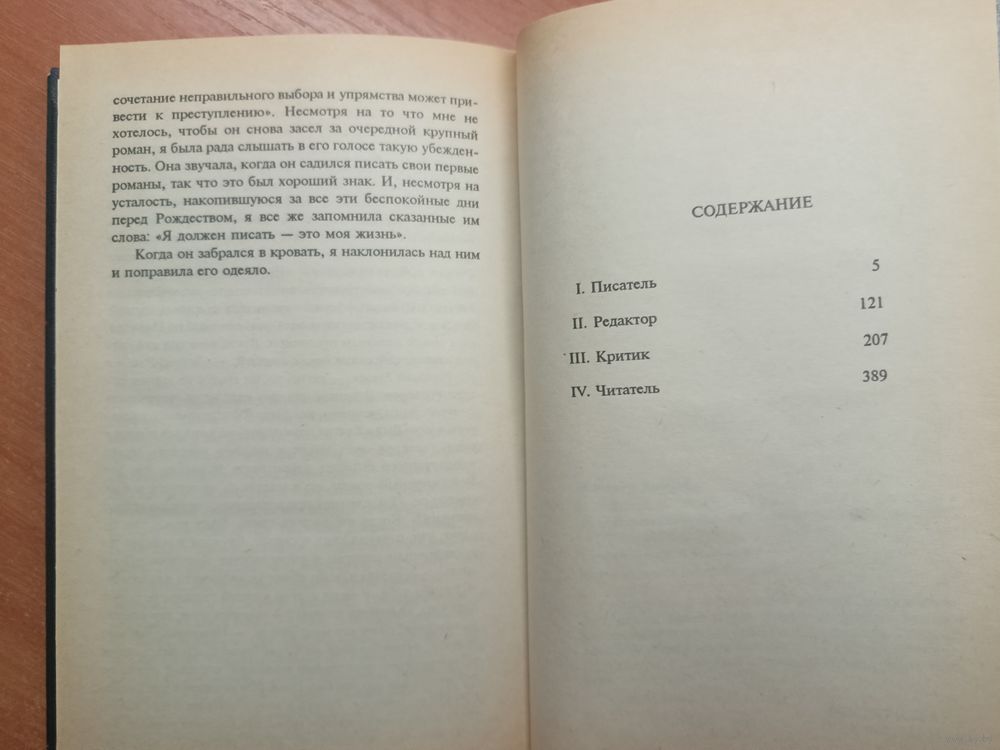 сочетание неправильного выбора и упрямства может при-
вести к преступлению». Несмотря на то что мне не
хотелось, чтобы он снова засел за очередной крупный
роман, я была рада слышать в его голосе такую убежден-
ность. Она звучала, когда он садился писать свои первые
романы, так что это был хороший знак. И, несмотря на
усталость, накопившуюся за все эти беспокойные дни
перед Рождеством, я все же запомнила сказанные им
слова: «Я должен писать — это моя жизнь».
Когда он забрался в кровать, я наклонилась над ним
и поправила его одеяло.
СОДЕРЖАНИЕ
I. Писатель 5
II. Редактор 121
III. Критик 207
IV. Читатель 389